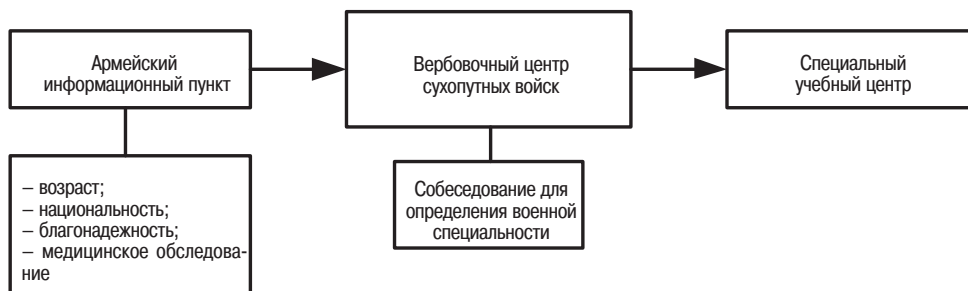 Армейский
информационный пункт
Вербовочный центр
сухопутных войск
Специальный
учебный центр
– возраст;
– национальность;
– благонадежность;
– медицинское обследова-
ние
Собеседование для
определения военной
специальности